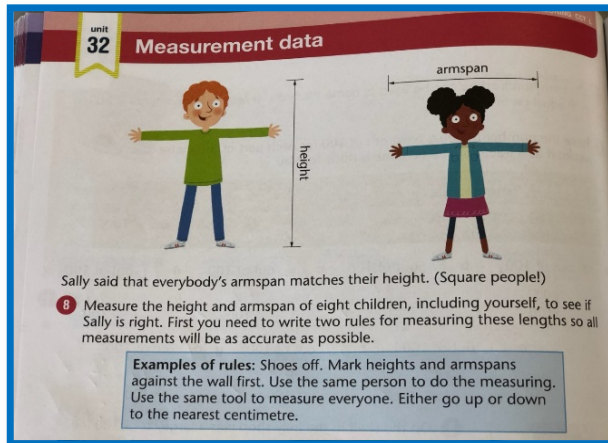 unit
32
Measurement data
armspan
height
Sally said that everybody's armspan matches their height. (Square people!)
8 Measure the height and armspan of eight children, including yourself, to see if
Sally is right. First you need to write two rules for measuring these lengths so all
measurements will be as accurate as possible.
Examples of rules: Shoes off. Mark heights and armspans
against the wall first. Use the same person to do the measuring.
Use the same tool to measure everyone. Either go up or down
to the nearest centimetre.